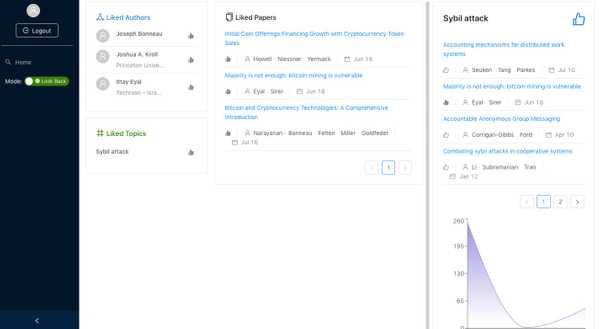 Logout
Home
Mode: Look Back
Liked Authors
Joseph Bonneau
Joshua A. Kroll
Princeton Unive...
Ittay Eyal
Technion – Isra...
Liked Topics
Sybil attack
Liked Papers
Initial Coin Offerings Financing Growth with Cryptocurrency Token
Sales
Howell Niessner Yermack Jun 18
Majority is not enough: bitcoin mining is vulnerable
Eyal Sirer Jun 18
Bitcoin and Cryptocurrency Technologies: A Comprehensive
Introduction
Narayanan Bonneau Felten Miller Goldfeder
Jul 16
1
Sybil attack
Accounting mechanisms for distributed work
systems
Seuken Tang Parkes Jul 10
Majority is not enough: bitcoin mining is vulnerable
Eyal Sirer Jun 18
Accountable Anonymous Group Messaging
Corrigan-Gibbs Ford Apr 10
Combating sybil attacks in cooperative systems
Li Subramanian Tran
Jan 12
1 2
260
195
130
65